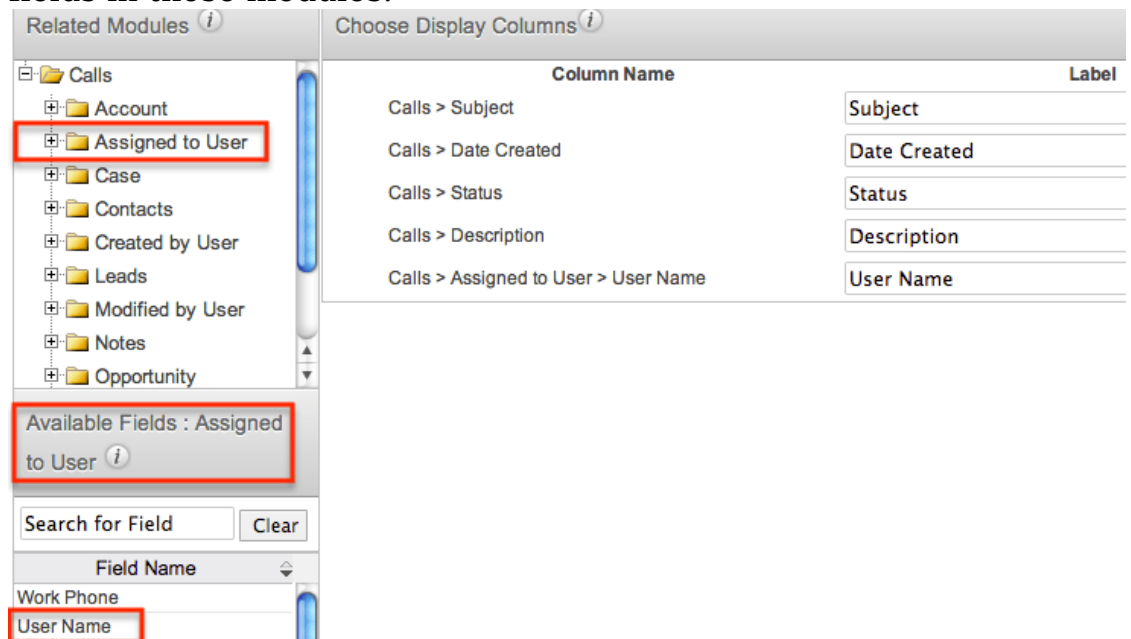 fields in these modules.
Related Modules i
Choose Display Columns i
Calls
Account
Assigned to User
Case
Contacts
Created by User
Leads
Modified by User
Notes
Opportunity
Column Name Label
Calls > Subject Subject
Calls > Date Created Date Created
Calls > Status Status
Calls > Description Description
Calls > Assigned to User > User Name User Name
Available Fields : Assigned
to User i
Search for Field Clear
Field Name
Work Phone
User Name